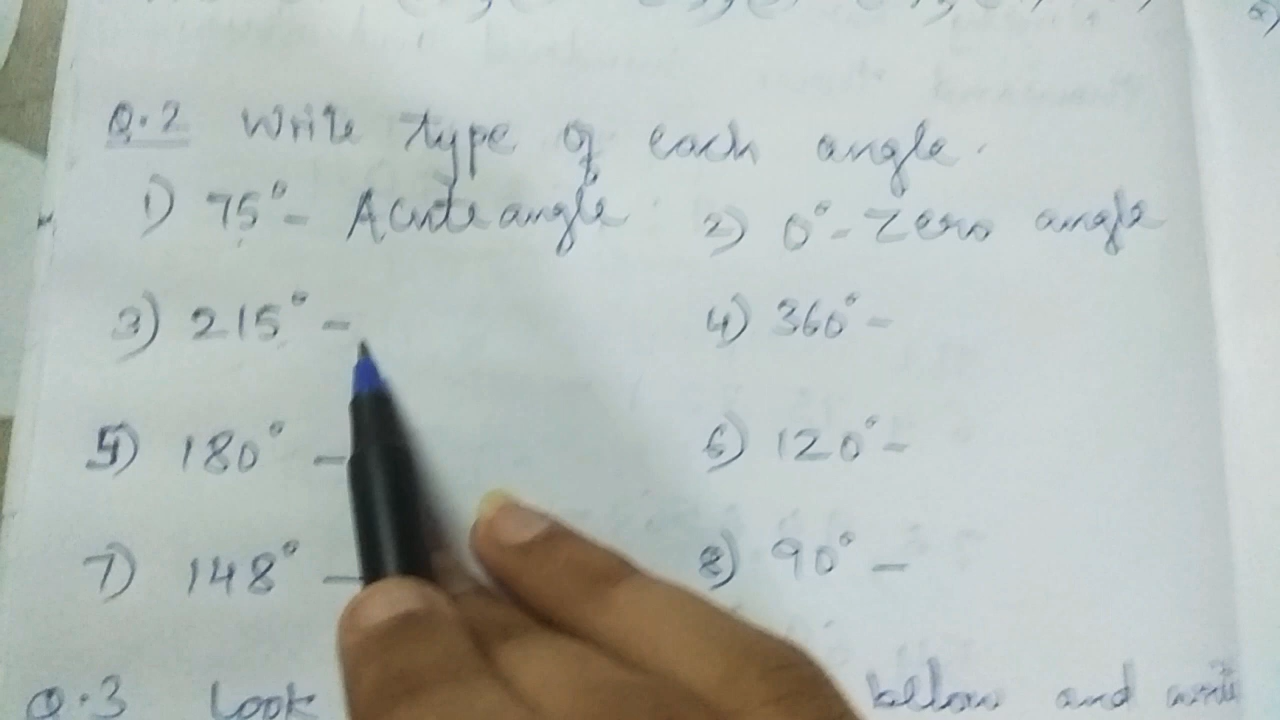 Q.2 Write type of each angle.
1) 75° - Acute angle 2) 0° - Zero angle
3) 215° - 4) 360° -
5) 180° - 6) 120° -
7) 148° - 8) 90° -
Q.3 Look below and write